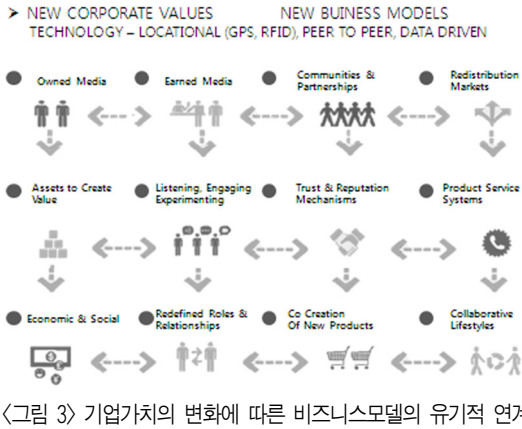 ➤ NEW CORPORATE VALUES NEW BUINESS MODELS
TECHNOLOGY – LOCATIONAL (GPS, RFID), PEER TO PEER, DATA DRIVEN
Owned Media
Earned Media
Communities &
Partnerships
Redistribution
Markets
Assets to Create
Value
Listening, Engaging
Experimenting
Trust & Reputation
Mechanisms
Product Service
Systems
Economic & Social
Redefined Roles &
Relationships
Co Creation
Of New Products
Collaborative
Lifestyles
<그림 3> 기업가치의 변화에 따른 비즈니스모델의 유기적 연계